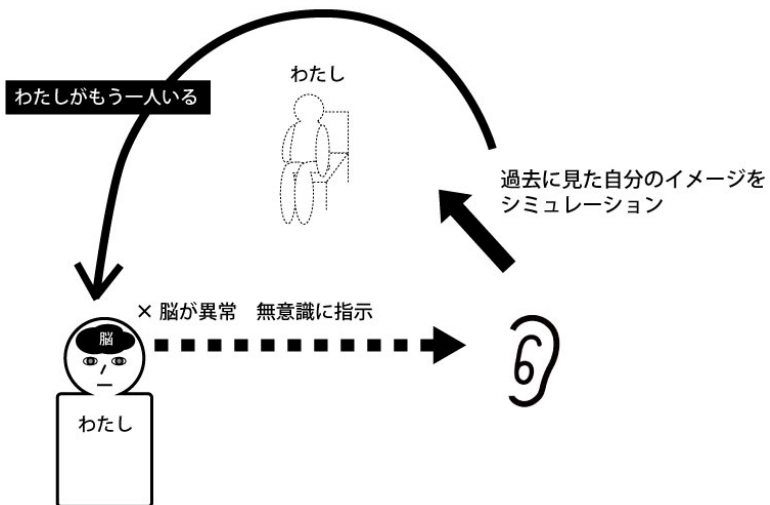 わたし
わたしがもう一人いる
過去に見た自分のイメージを
シミュレーション
× 脳が異常　無意識に指示
脳
わたし